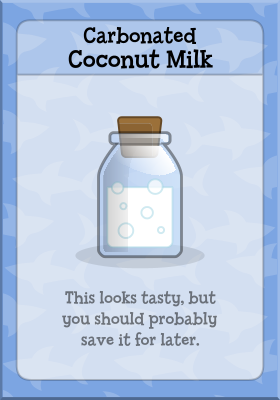 Carbonated
Coconut Milk
This looks tasty, but
you should probably
save it for later.